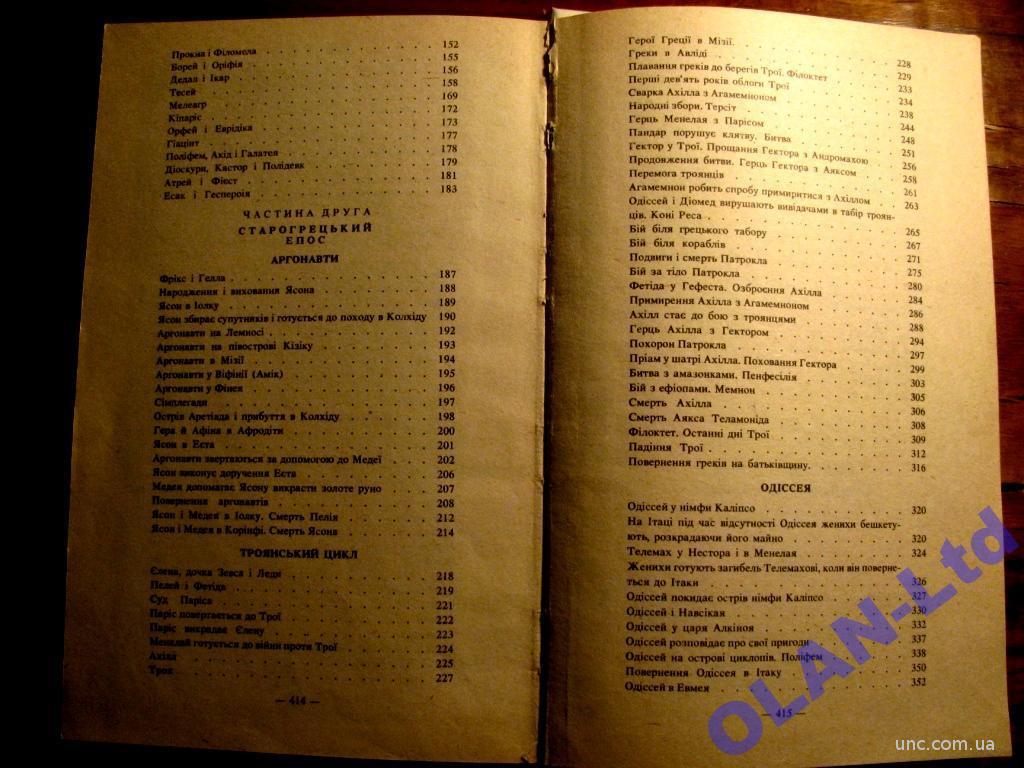 Прокна і Філомела . . . 152
Борей і Оріфія . . . 155
Дедал і Ікар . . . 156
Тесей . . . 158
Мелеагр . . . 169
Кіпаріс . . . 172
Орфей і Еврідіка . . . 173
Гіацінт . . . 177
Поліфем, Акід і Галатея . . . 178
Діоскури, Кастор і Полідевк . . . 179
Атрей і Фієст . . . 181
Есак і Гесперія . . . 183
ЧАСТИНА ДРУГА
СТАРОГРЕЦЬКИЙ
ЕПОС
АРГОНАВТИ
Фрікс і Гелла . . . 187
Народження і виховання Ясона . . . 188
Ясон в Іолку . . . 189
Ясон збирає супутників і готується до походу в Колхіду 190
Аргонавти на Лемносі . . . 192
Аргонавти на півострові Кізіку . . . 193
Аргонавти в Мізії . . . 194
Аргонавти у Віфінії (Амік) . . . 195
Аргонавти у Фінея . . . 196
Сімплегади . . . 197
Острів Аретіада і прибуття в Колхіду . . . 198
Гера й Афіна в Афродіти . . . 200
Ясон в Еєта . . . 201
Аргонавти звертаються за допомогою до Медеї . . . 202
Ясон виконує доручення Еєта . . . 206
Медея допомагає Ясону викрасти золоте руно . . . 207
Повернення аргонавтів . . . 208
Ясон і Медея в Іолку. Смерть Пелія . . . 212
Ясон і Медея в Корінфі. Смерть Ясона . . . 214
ТРОЯНСЬКИЙ ЦИКЛ
Єлена, дочка Зевса і Леди . . . 218
Пелей і Фетіда . . . 219
Суд Паріса . . . 221
Паріс повертається до Трої . . . 222
Паріс викрадає Єлену . . . 223
Менелай готується до війни проти Трої . . . 224
Ахілл . . . 225
Троя . . . 227
— 414 —
Герої Греції в Мізії. . . . 228
Греки в Авліді . . . 229
Плавання греків до берегів Трої. Філоктет . . . 233
Перші дев'ять років облоги Трої . . . 234
Сварка Ахілла з Агамемноном . . . 238
Народні збори. Терсіт . . . 244
Герць Менелая з Парісом . . . 248
Пандар порушує клятву. Битва . . . 251
Гектор у Трої. Прощання Гектора з Андромахою . . . 256
Продовження битви. Герць Гектора з Аяксом . . . 258
Перемога троянців . . . 261
Агамемнон робить спробу примиритися з Ахіллом . . . 263
Одіссей і Діомед вирушають вивідачами в табір троян-
ців. Коні Реса . . . 265
Бій біля грецького табору . . . 267
Бій біля кораблів . . . 271
Подвиги і смерть Патрокла . . . 275
Бій за тіло Патрокла . . . 280
Фетіда у Гефеста. Озброєння Ахілла . . . 284
Примирення Ахілла з Агамемноном . . . 286
Ахілл стає до бою з троянцями . . . 288
Герць Ахілла з Гектором . . . 294
Похорон Патрокла . . . 297
Пріам у шатрі Ахілла. Поховання Гектора . . . 299
Битва з амазонками. Пенфесілія . . . 303
Бій з ефіопами. Мемнон . . . 305
Смерть Ахілла . . . 306
Смерть Аякса Теламоніда . . . 308
Філоктет. Останні дні Трої . . . 309
Падіння Трої . . . 312
Повернення греків на батьківщину. . . . 316
ОДІССЕЯ
Одіссей у німфи Каліпсо . . . 320
На Ітаці під час відсутності Одіссея женихи бешкету-
ють, розкрадаючи його майно . . . 320
Телемах у Нестора і в Менелая . . . 324
Женихи готують загибель Телемахові, коли він поверне-
ться до Ітаки . . . 326
Одіссей покидає острів німфи Каліпсо . . . 327
Одіссей і Навсікая . . . 330
Одіссей у царя Алкіноя . . . 332
Одіссей розповідає про свої пригоди . . . 337
Одіссей на острові циклопів. Поліфем . . . 338
Повернення Одіссея в Ітаку . . . 350
Одіссей в Евмея . . . 352
— 415 —
OLAN-Ltd
unc.com.ua